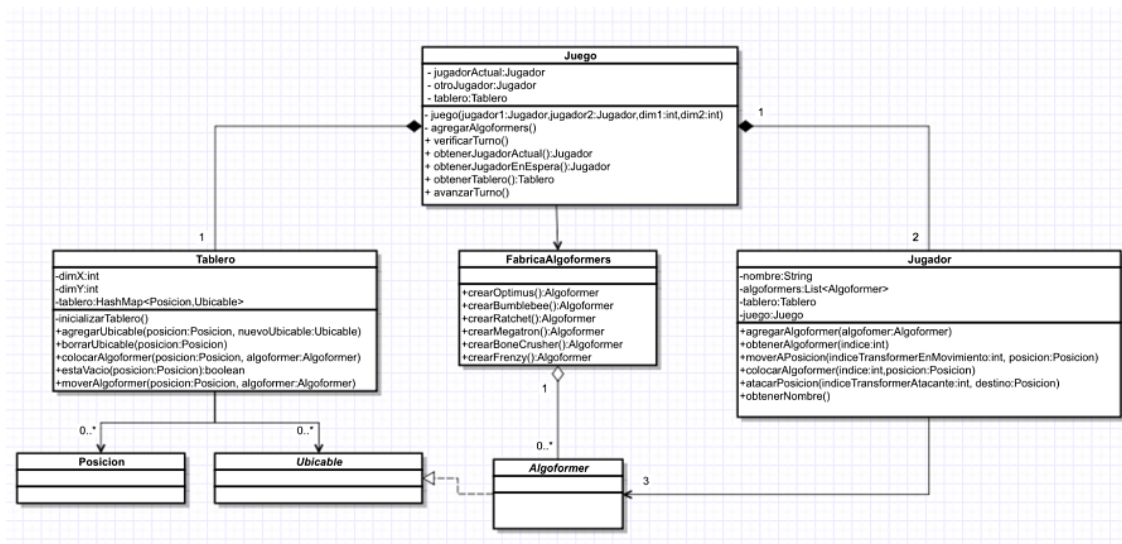 Juego
- jugadorActual:Jugador
- otroJugador:Jugador
- tablero:Tablero
- juego(jugador1:Jugador,jugador2:Jugador,dim1:int,dim2:int)
- agregarAlgoformers()
+ verificarTurno()
+ obtenerJugadorActual():Jugador
+ obtenerJugadorEnEspera():Jugador
+ obtenerTablero():Tablero
+ avanzarTurno()
1
1
2
Tablero
-dimX:int
-dimY:int
-tablero:HashMap<Posicion,Ubicable>
-inicializarTablero()
+agregarUbicable(posicion:Posicion, nuevoUbicable:Ubicable)
+borrarUbicable(posicion:Posicion)
+colocarAlgoformer(posicion:Posicion, algoformer:Algoformer)
+estaVacio(posicion:Posicion):boolean
+moverAlgoformer(posicion:Posicion, algoformer:Algoformer)
FabricaAlgoformers
+crearOptimus():Algoformer
+crearBumblebee():Algoformer
+crearRatchet():Algoformer
+crearMegatron():Algoformer
+crearBoneCrusher():Algoformer
+crearFrenzy():Algoformer
Jugador
-nombre:String
-algoformers:List<Algoformer>
-tablero:Tablero
-juego:Juego
+agregarAlgoformer(algofomer:Algoformer)
+obtenerAlgoformer(indice:int)
+moverAPosicion(indiceTransformerEnMovimiento:int, posicion:Posicion)
+colocarAlgoformer(indice:int,posicion:Posicion)
+atacarPosicion(indiceTransformerAtacante:int, destino:Posicion)
+obtenerNombre()
1
0..*
0..*
0..*
Posicion
Ubicable
Algoformer
3